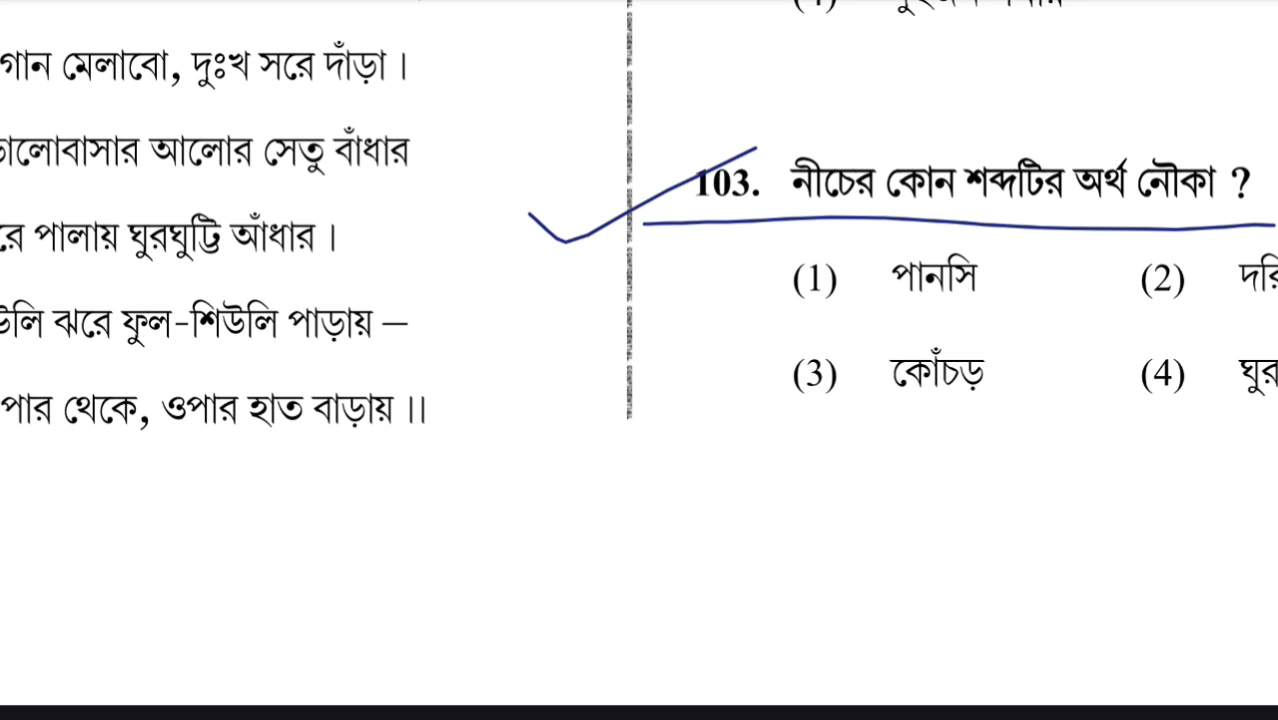 গান মেলাবো, দুঃখ সরে দাঁড়া।
আলোর সেতু বাঁধার
পালায় ঘুরঘুট্টি আঁধার।
ঝরে ফুল-শিউলি পাড়ায় –
থেকে, ওপার হাত বাড়ায়।।
103. নীচের কোন শব্দটির অর্থ নৌকা ?
(1) পানসি (2)
(3) কোঁচড় (4)